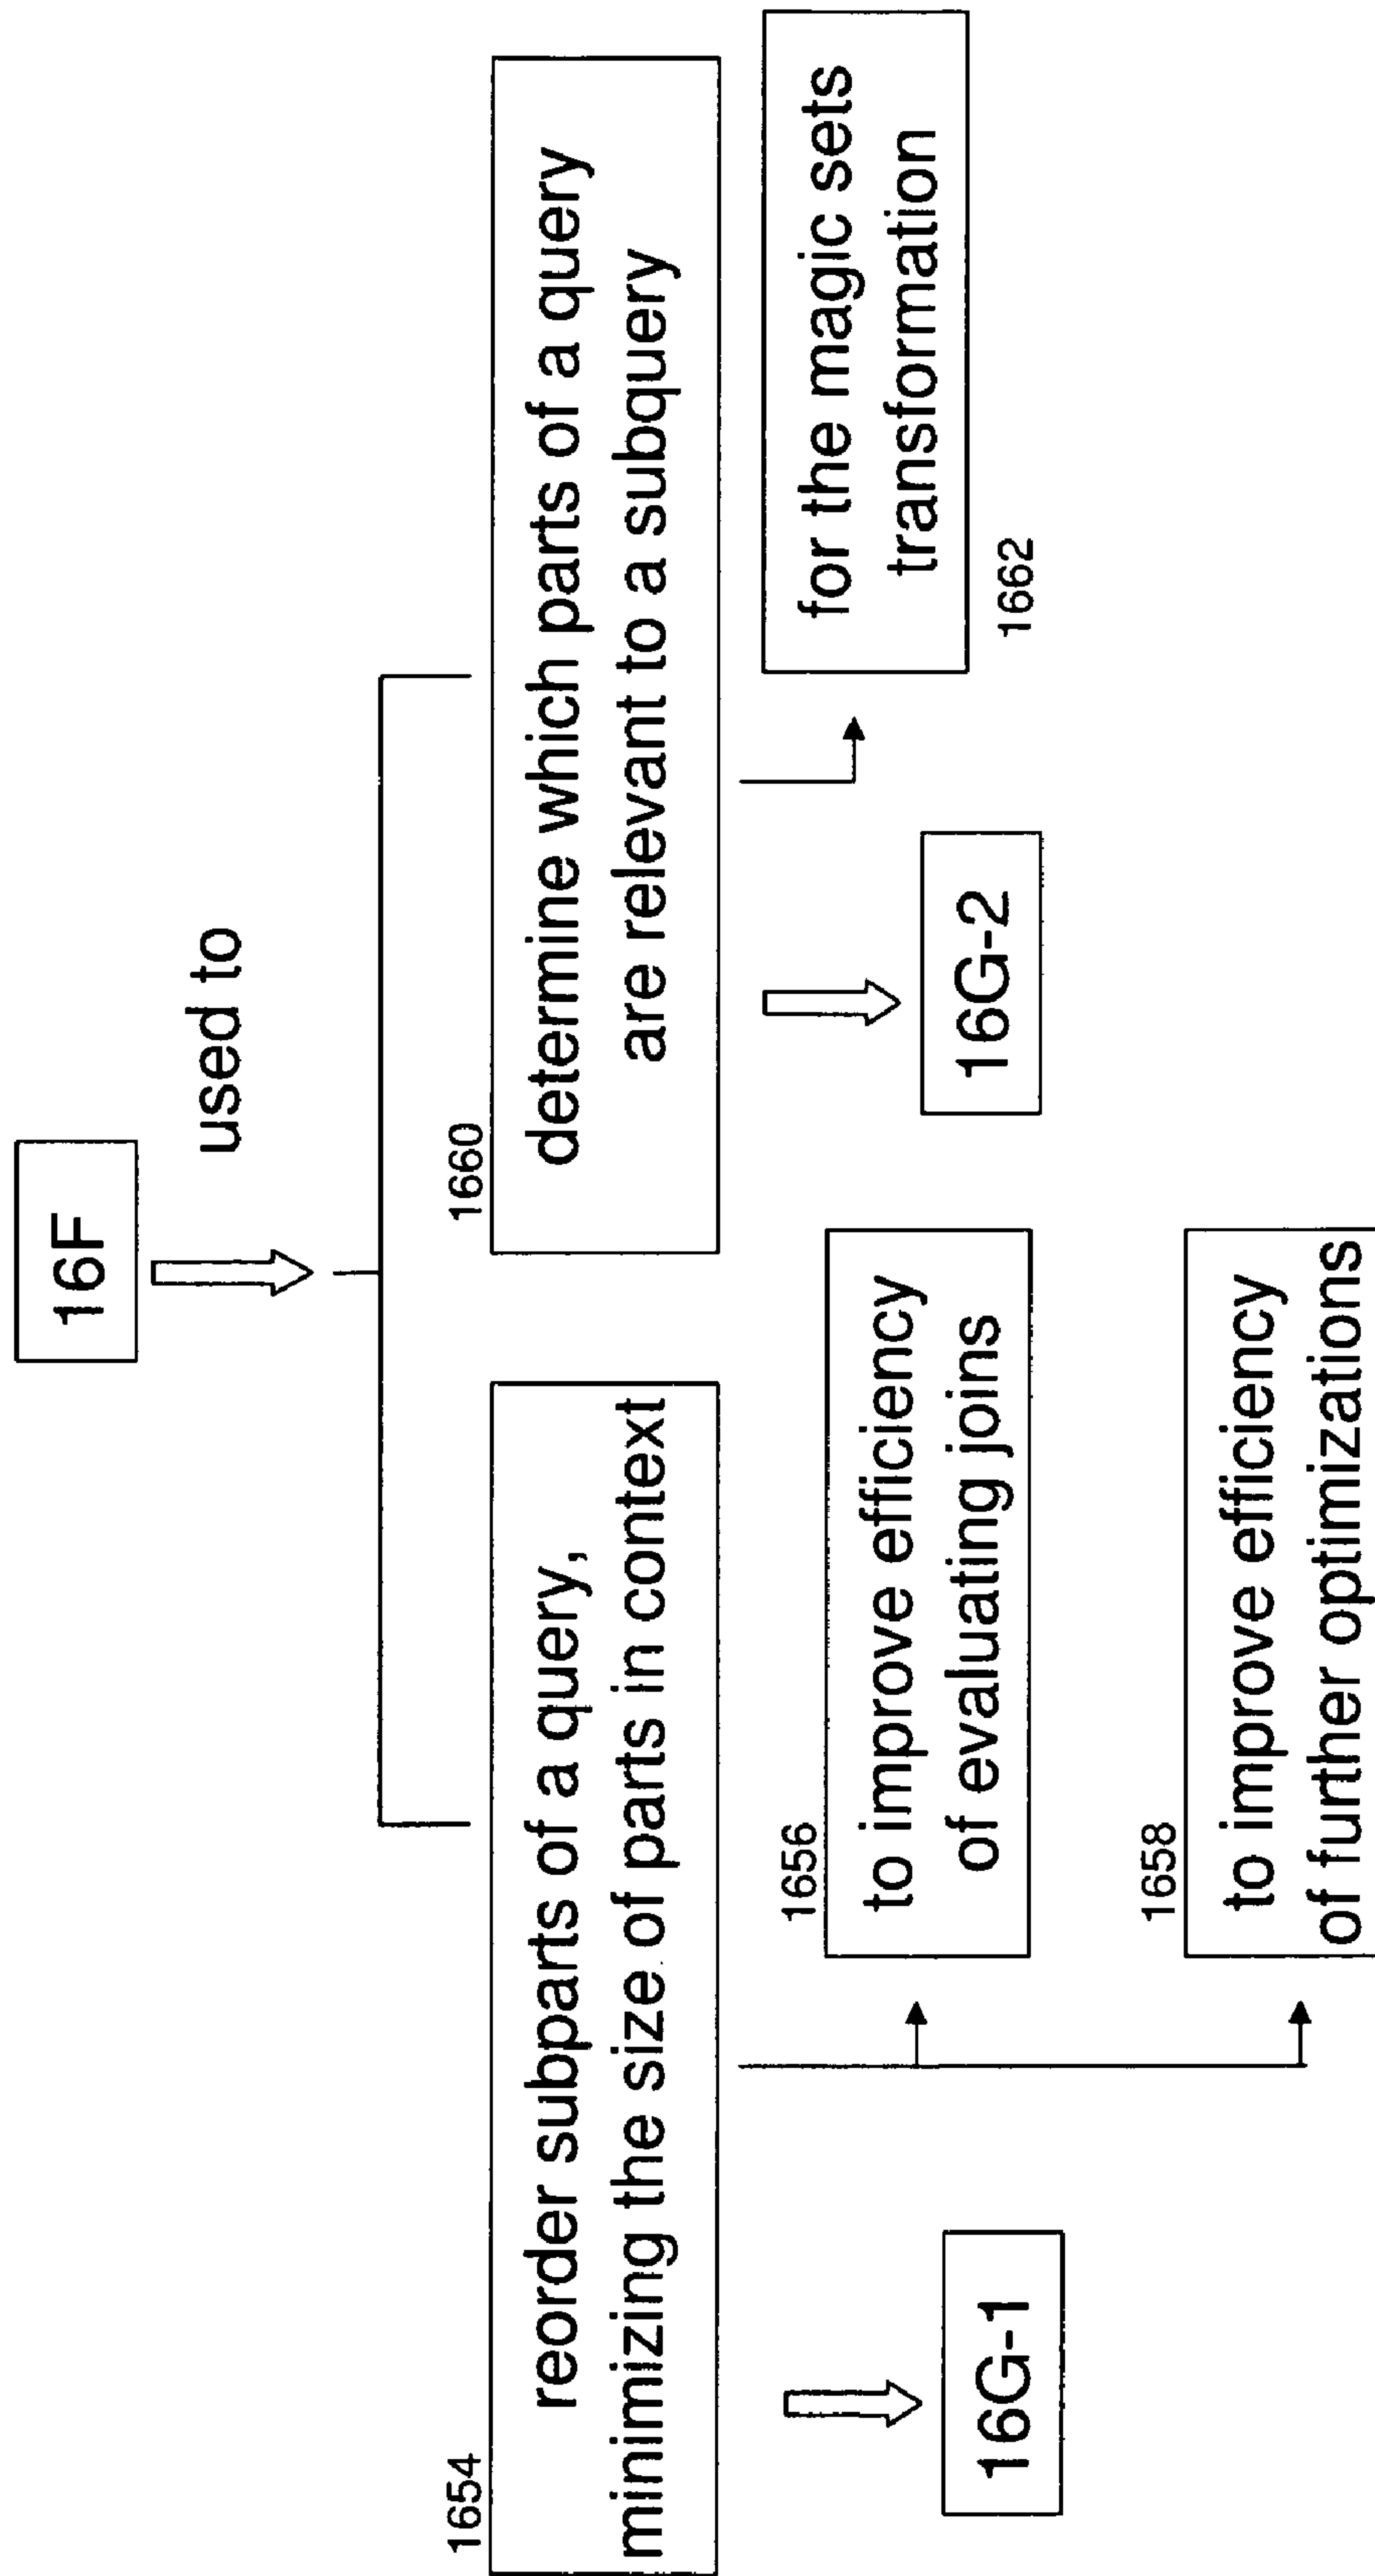 16F
used to
1654
reorder subparts of a query,
minimizing the size of parts in context
1660
determine which parts of a query
are relevant to a subquery
16G-1
1656
to improve efficiency
of evaluating joins
1658
to improve efficiency
of further optimizations
16G-2
for the magic sets
transformation
1662